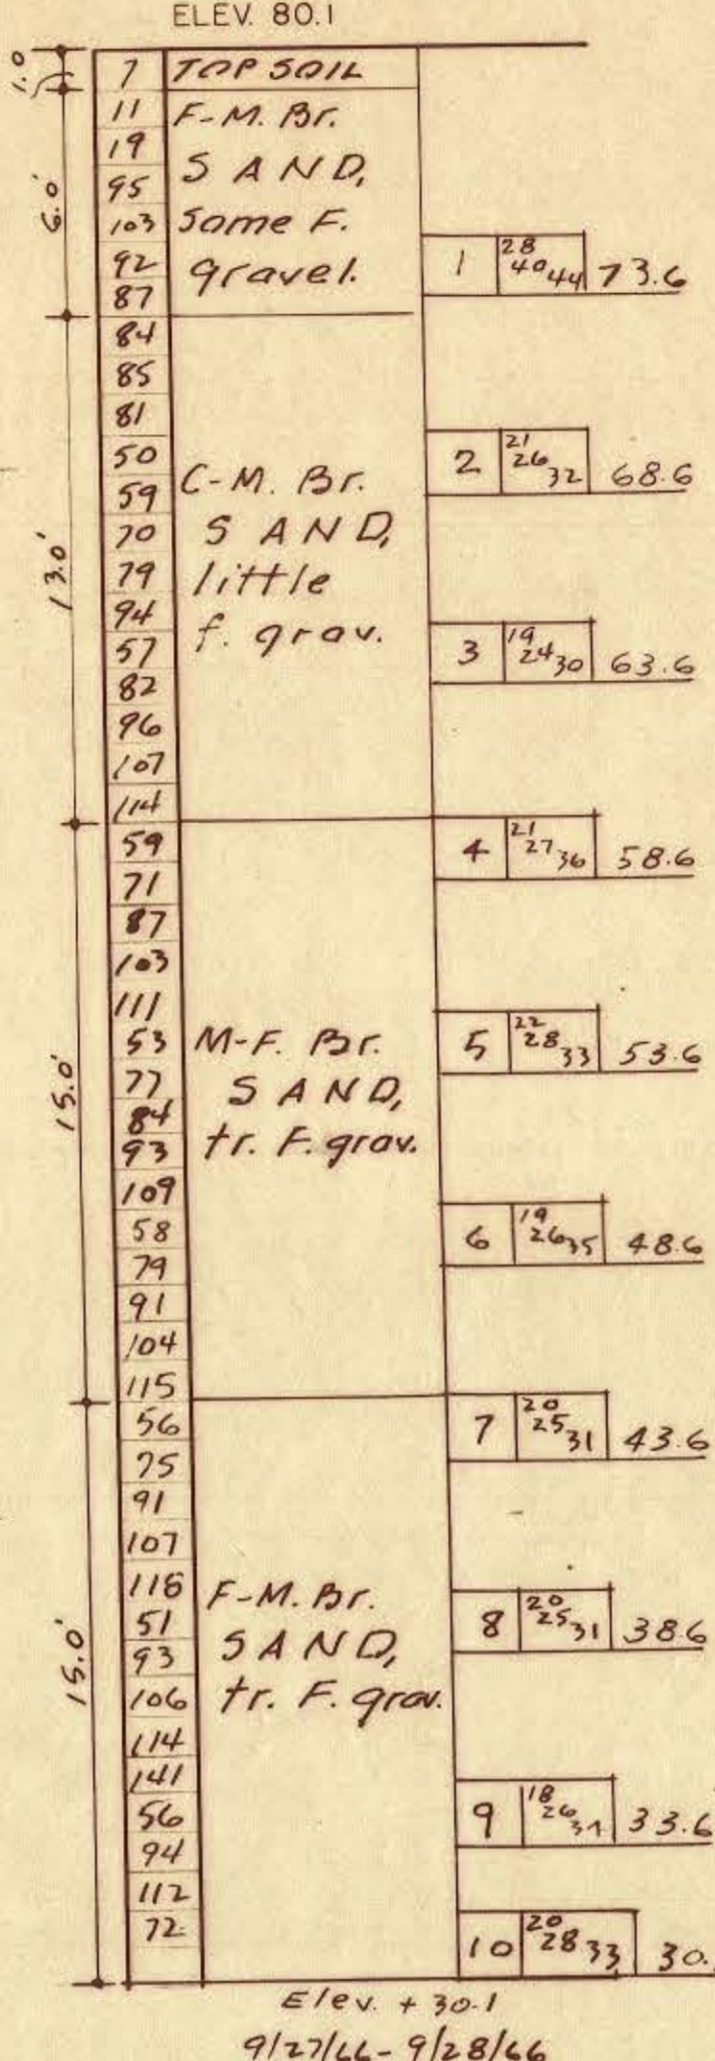 ELEV. 80.1
1.0
7 TOP SOIL
11 F-M. Br.
19
S A N D,
95
6.0'
103 Some F.
92 gravel.
1 28 40 44 73.6
87
84
85
81
50
2 21 26 32 68.6
59 C-M. Br.
70 S A N D,
13.0'
79 little
94 f. grav.
57
3 19 24 30 63.6
82
96
107
114
59
4 21 27 36 58.6
71
87
103
111
53 M-F. Br.
5 22 28 33 53.6
77 S A N D,
15.0'
84
93 tr. F. grav.
109
58
6 19 26 35 48.6
79
91
104
115
56
7 20 25 31 43.6
75
91
107
118 F-M. Br.
51
8 20 25 31 38.6
93 S A N D,
15.0'
106 tr. F. grav.
114
141
56
9 18 26 33.6
94
112
72
10 20 28 33 30.
Elev. + 30.1
9/27/66 - 9/28/66